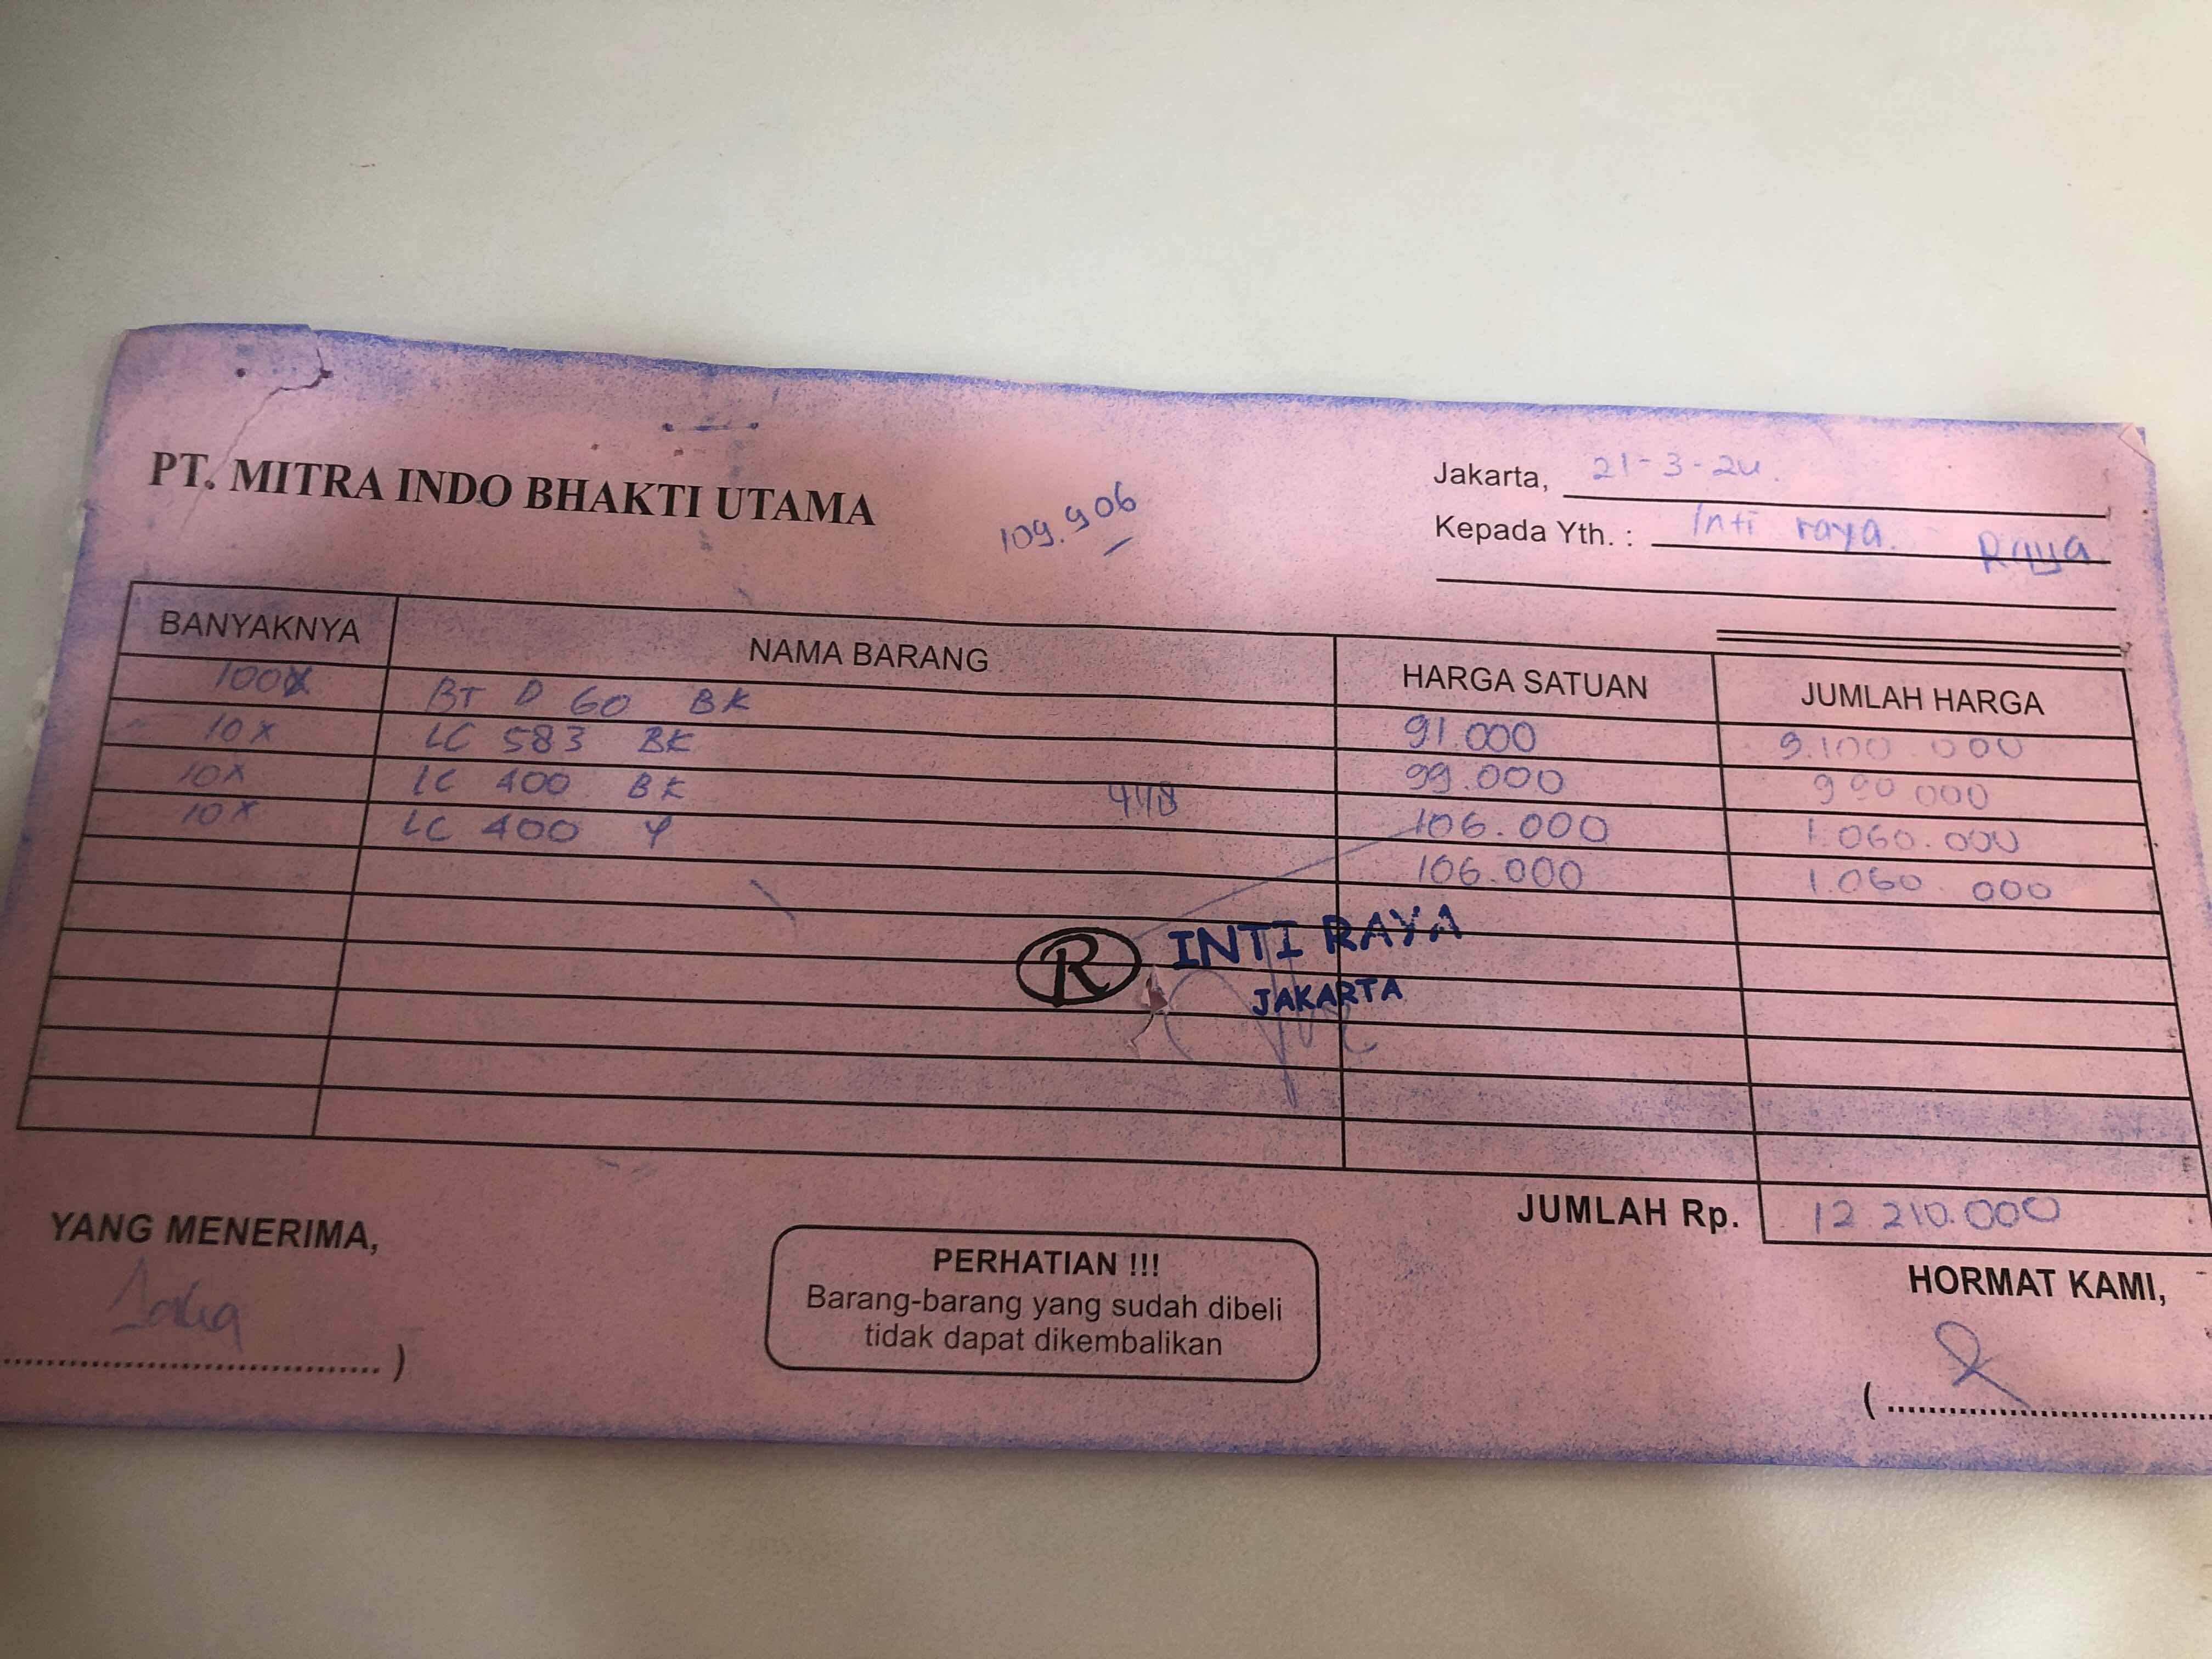 PT. MITRA INDO BHAKTI UTAMA
109.906
Jakarta, 21-3-24.
Kepada Yth. : Inti raya. Raya
BANYAKNYA NAMA BARANG HARGA SATUAN JUMLAH HARGA
100X BT D 60 BK 91.000 9.100 000
10X LC 583 BK 99.000 990 000
10X LC 400 BK 106.000 1.060.000
10X LC 400 Y 106.000 1.060 000
R INTI RAYA
JAKARTA
JUMLAH Rp. 12 210.000
YANG MENERIMA,
PERHATIAN !!!
Barang-barang yang sudah dibeli
tidak dapat dikembalikan
HORMAT KAMI,